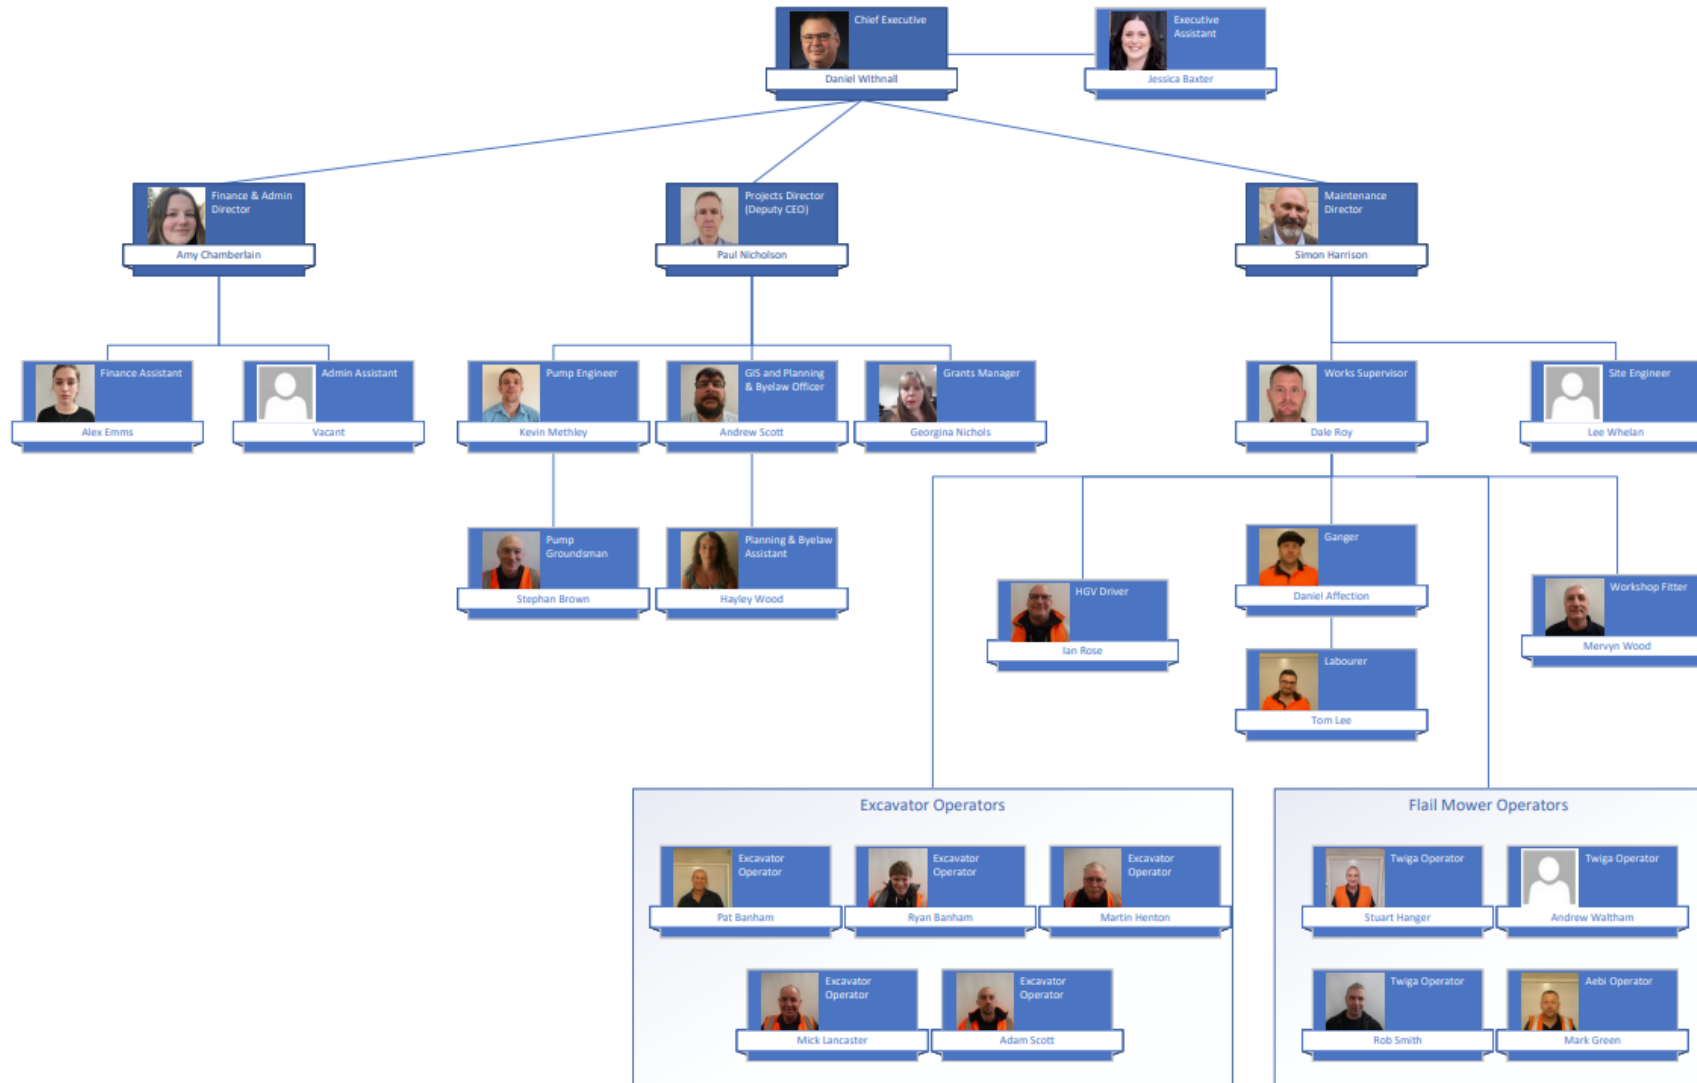 Chief Executive
Daniel Withnall
Executive
Assistant
Jessica Baxter
Finance & Admin
Director
Amy Chamberlain
Projects Director
(Deputy CEO)
Paul Nicholson
Maintenance
Director
Simon Harrison
Finance Assistant
Alex Emms
Admin Assistant
Vacant
Pump Engineer
Kevin Methley
GIS and Planning
& Byelaw Officer
Andrew Scott
Grants Manager
Georgina Nichols
Works Supervisor
Dale Roy
Site Engineer
Lee Whelan
Pump
Groundsman
Stephan Brown
Planning & Byelaw
Assistant
Hayley Wood
HGV Driver
Ian Rose
Ganger
Daniel Affection
Labourer
Tom Lee
Workshop Fitter
Mervyn Wood
Excavator Operators
Excavator
Operator
Pat Banham
Excavator
Operator
Ryan Banham
Excavator
Operator
Martin Henton
Excavator
Operator
Mick Lancaster
Excavator
Operator
Adam Scott
Flail Mower Operators
Twiga Operator
Stuart Hanger
Twiga Operator
Andrew Waltham
Twiga Operator
Rob Smith
Aebi Operator
Mark Green